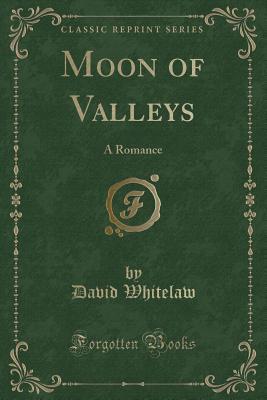 CLASSIC REPRINT SERIES
MOON OF
VALLEYS
A Romance
F
by
David Whitelaw
Forgotten Books